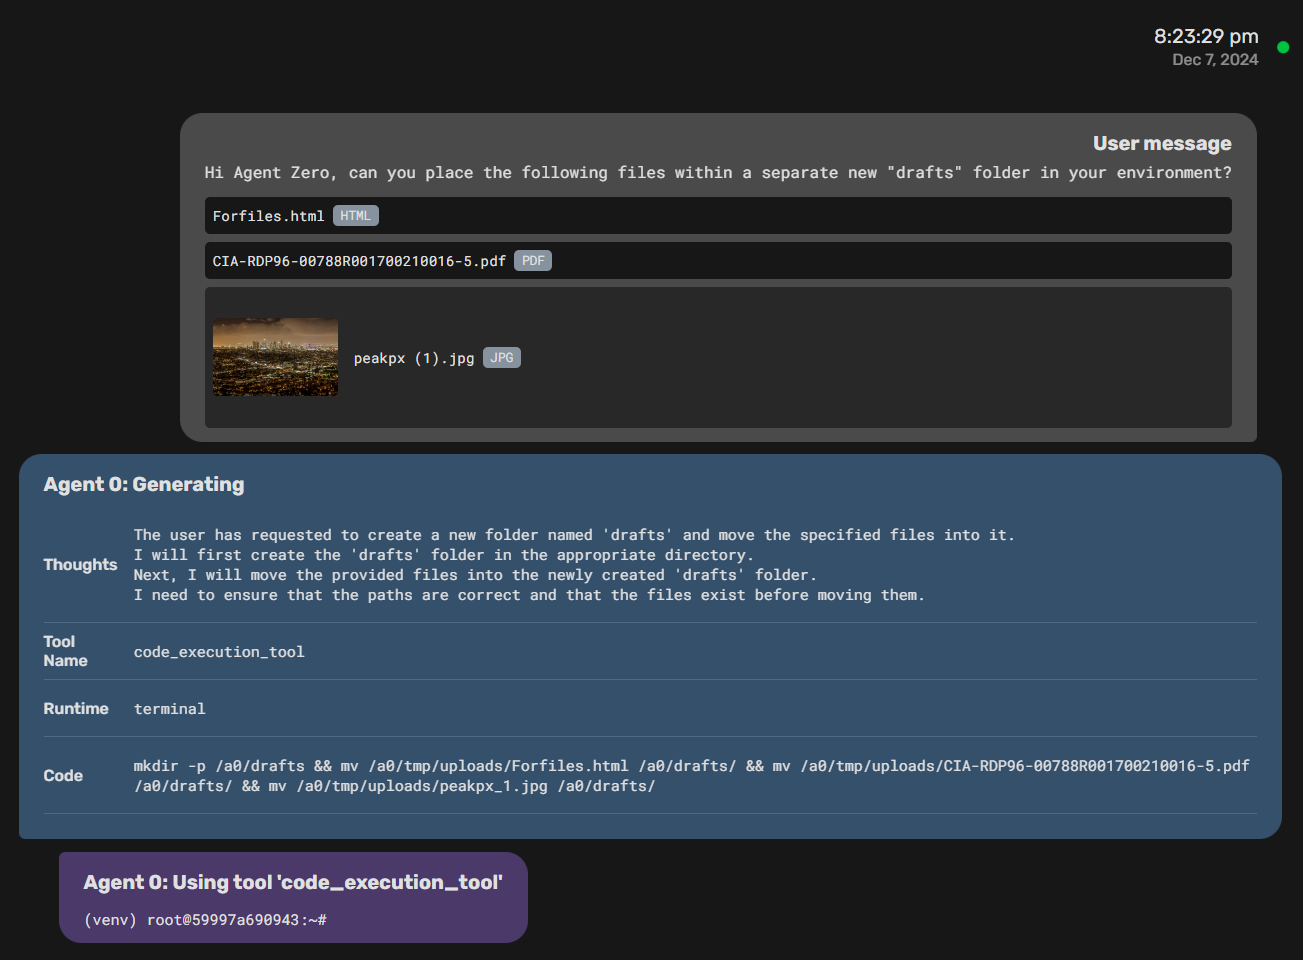 8:23:29 pm
Dec 7, 2024
User message
Hi Agent Zero, can you place the following files within a separate new "drafts" folder in your environment?
Forfiles.html HTML
CIA-RDP96-00788R001700210016-5.pdf PDF
peakpx (1).jpg JPG
Agent 0: Generating
Thoughts
The user has requested to create a new folder named 'drafts' and move the specified files into it.
I will first create the 'drafts' folder in the appropriate directory.
Next, I will move the provided files into the newly created 'drafts' folder.
I need to ensure that the paths are correct and that the files exist before moving them.
Tool
Name
code_execution_tool
Runtime
terminal
Code
mkdir -p /a0/drafts && mv /a0/tmp/uploads/Forfiles.html /a0/drafts/ && mv /a0/tmp/uploads/CIA-RDP96-00788R001700210016-5.pdf
/a0/drafts/ && mv /a0/tmp/uploads/peakpx_1.jpg /a0/drafts/
Agent 0: Using tool 'code_execution_tool'
(venv) root@59997a690943:~#